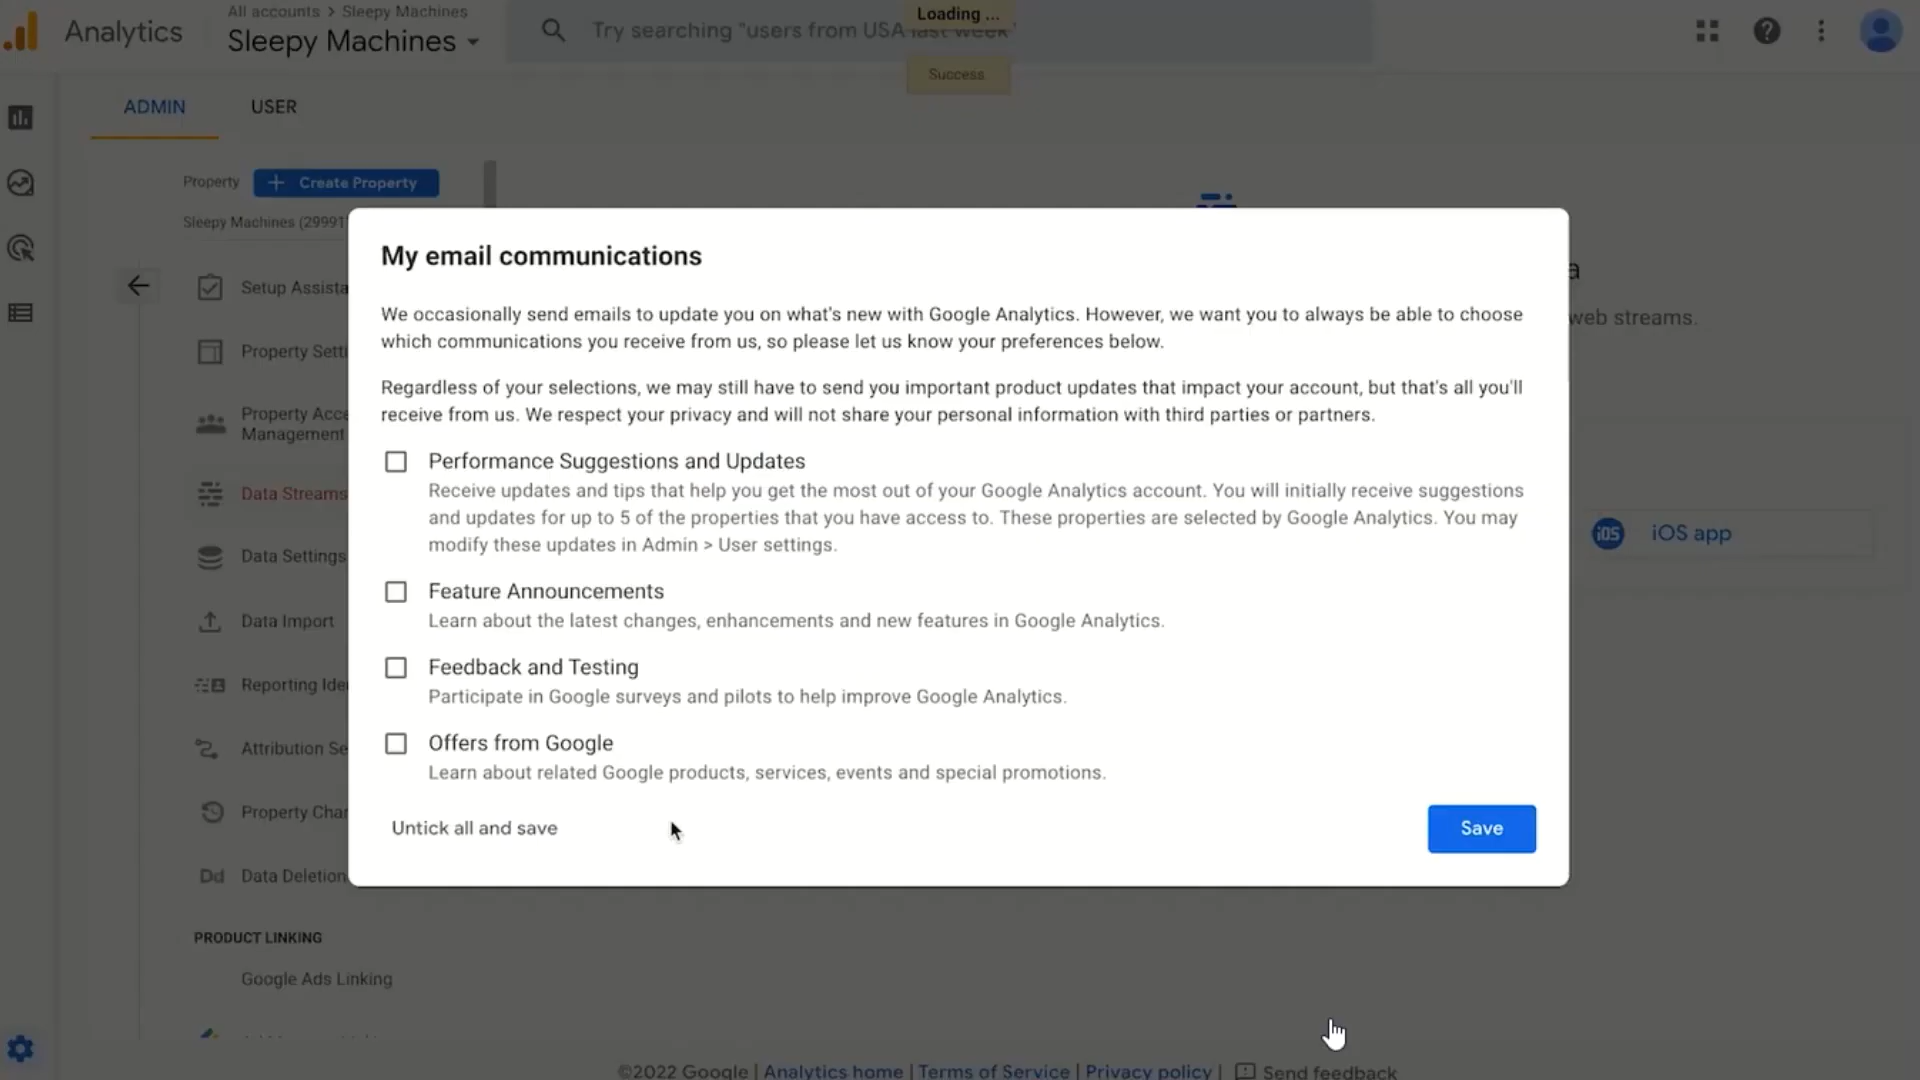 All accounts > Sleepy Machines
Analytics
Sleepy Machines
Try searching "users from USA last week"
Loading ...
Success
ADMIN
USER
Property
Create Property
Sleepy Machines (29991
Setup Assista
Property Setti
Property Acce
Management
Data Streams
Data Settings
Data Import
Reporting Ide
Attribution Se
Property Char
Dd Data Deletion
PRODUCT LINKING
Google Ads Linking
My email communications
We occasionally send emails to update you on what's new with Google Analytics. However, we want you to always be able to choose
which communications you receive from us, so please let us know your preferences below.
Regardless of your selections, we may still have to send you important product updates that impact your account, but that's all you'll
receive from us. We respect your privacy and will not share your personal information with third parties or partners.
Performance Suggestions and Updates
Receive updates and tips that help you get the most out of your Google Analytics account. You will initially receive suggestions
and updates for up to 5 of the properties that you have access to. These properties are selected by Google Analytics. You may
modify these updates in Admin > User settings.
Feature Announcements
Learn about the latest changes, enhancements and new features in Google Analytics.
Feedback and Testing
Participate in Google surveys and pilots to help improve Google Analytics.
Offers from Google
Learn about related Google products, services, events and special promotions.
Untick all and save
Save
a
web streams.
iOS iOS app
©2022 Google | Analytics home | Terms of Service | Privacy policy | Send feedback